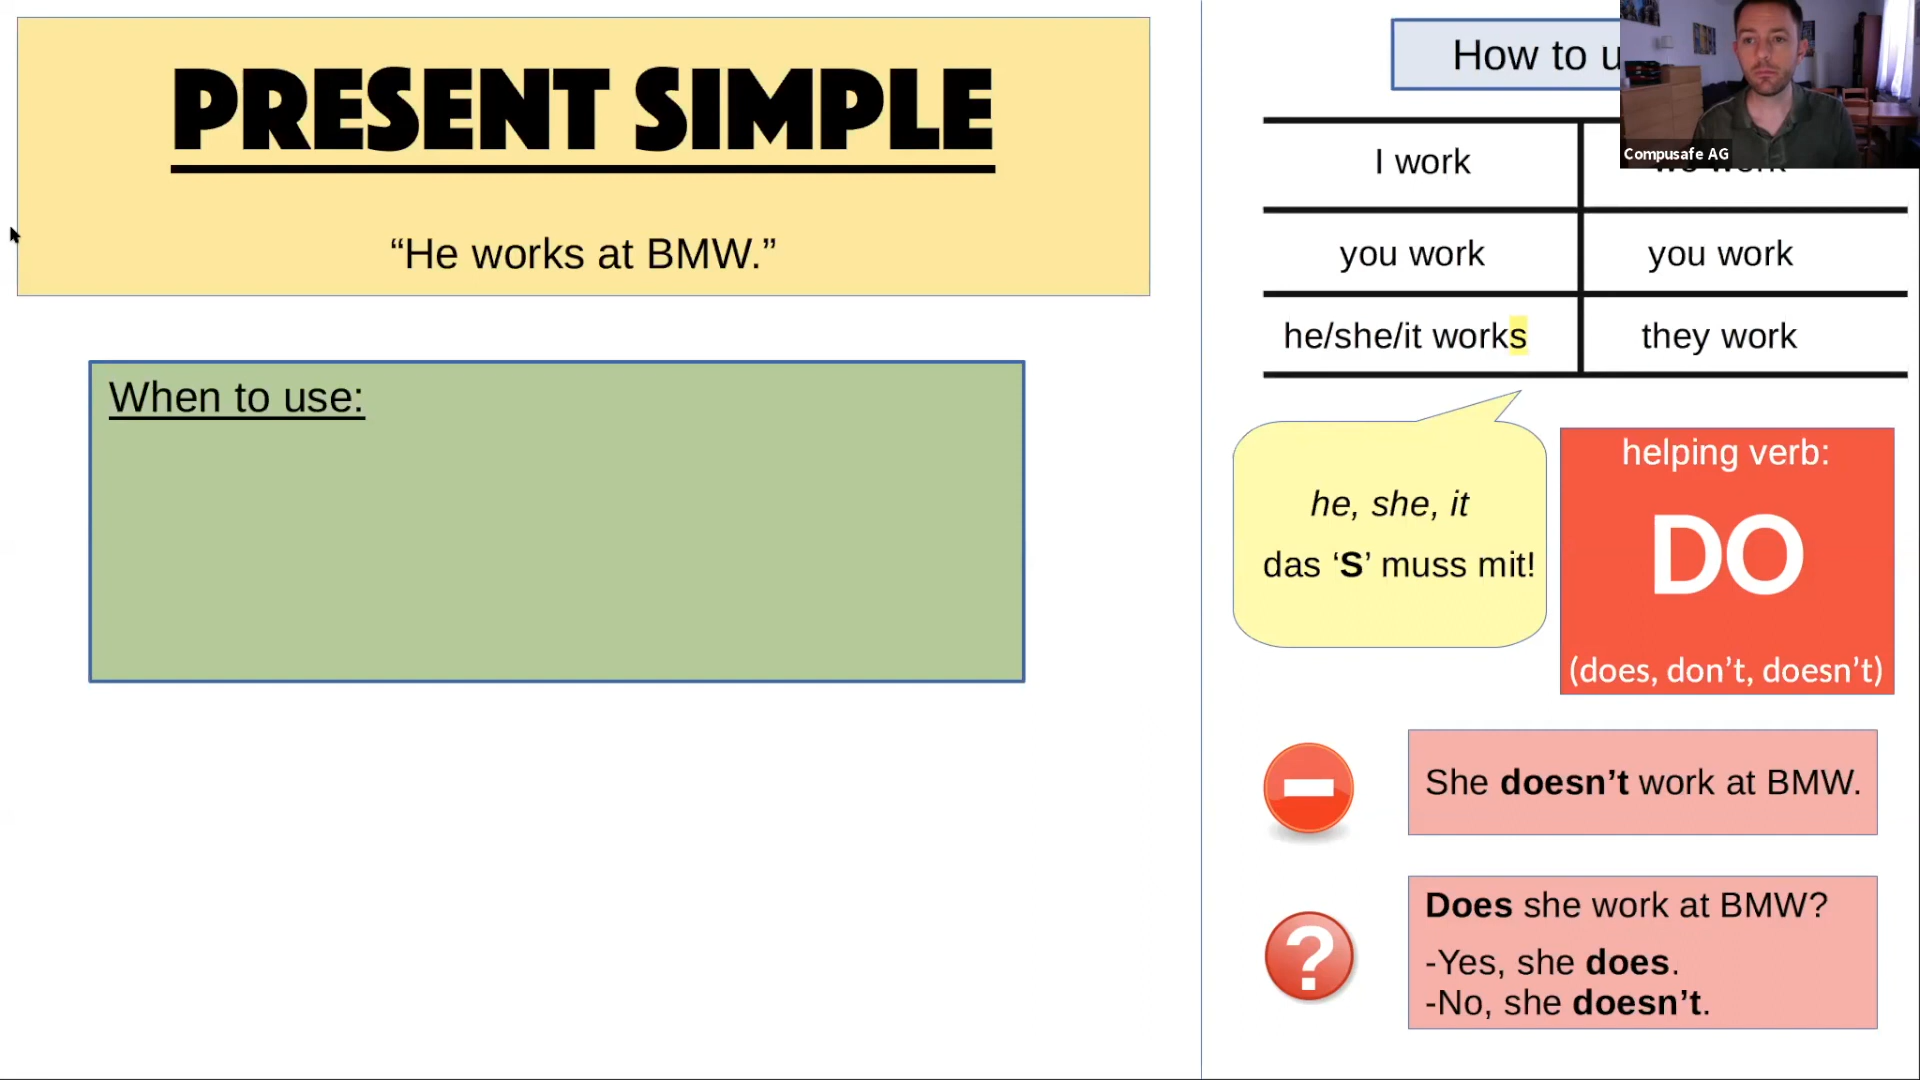 PRESENT SIMPLE
“He works at BMW.”
When to use:
How to u
Compusafe AG
I work
we work
you work
you work
he/she/it works
they work
he, she, it
das ‘S’ muss mit!
helping verb:
DO
(does, don’t, doesn’t)
She doesn’t work at BMW.
Does she work at BMW?
-Yes, she does.
-No, she doesn’t.